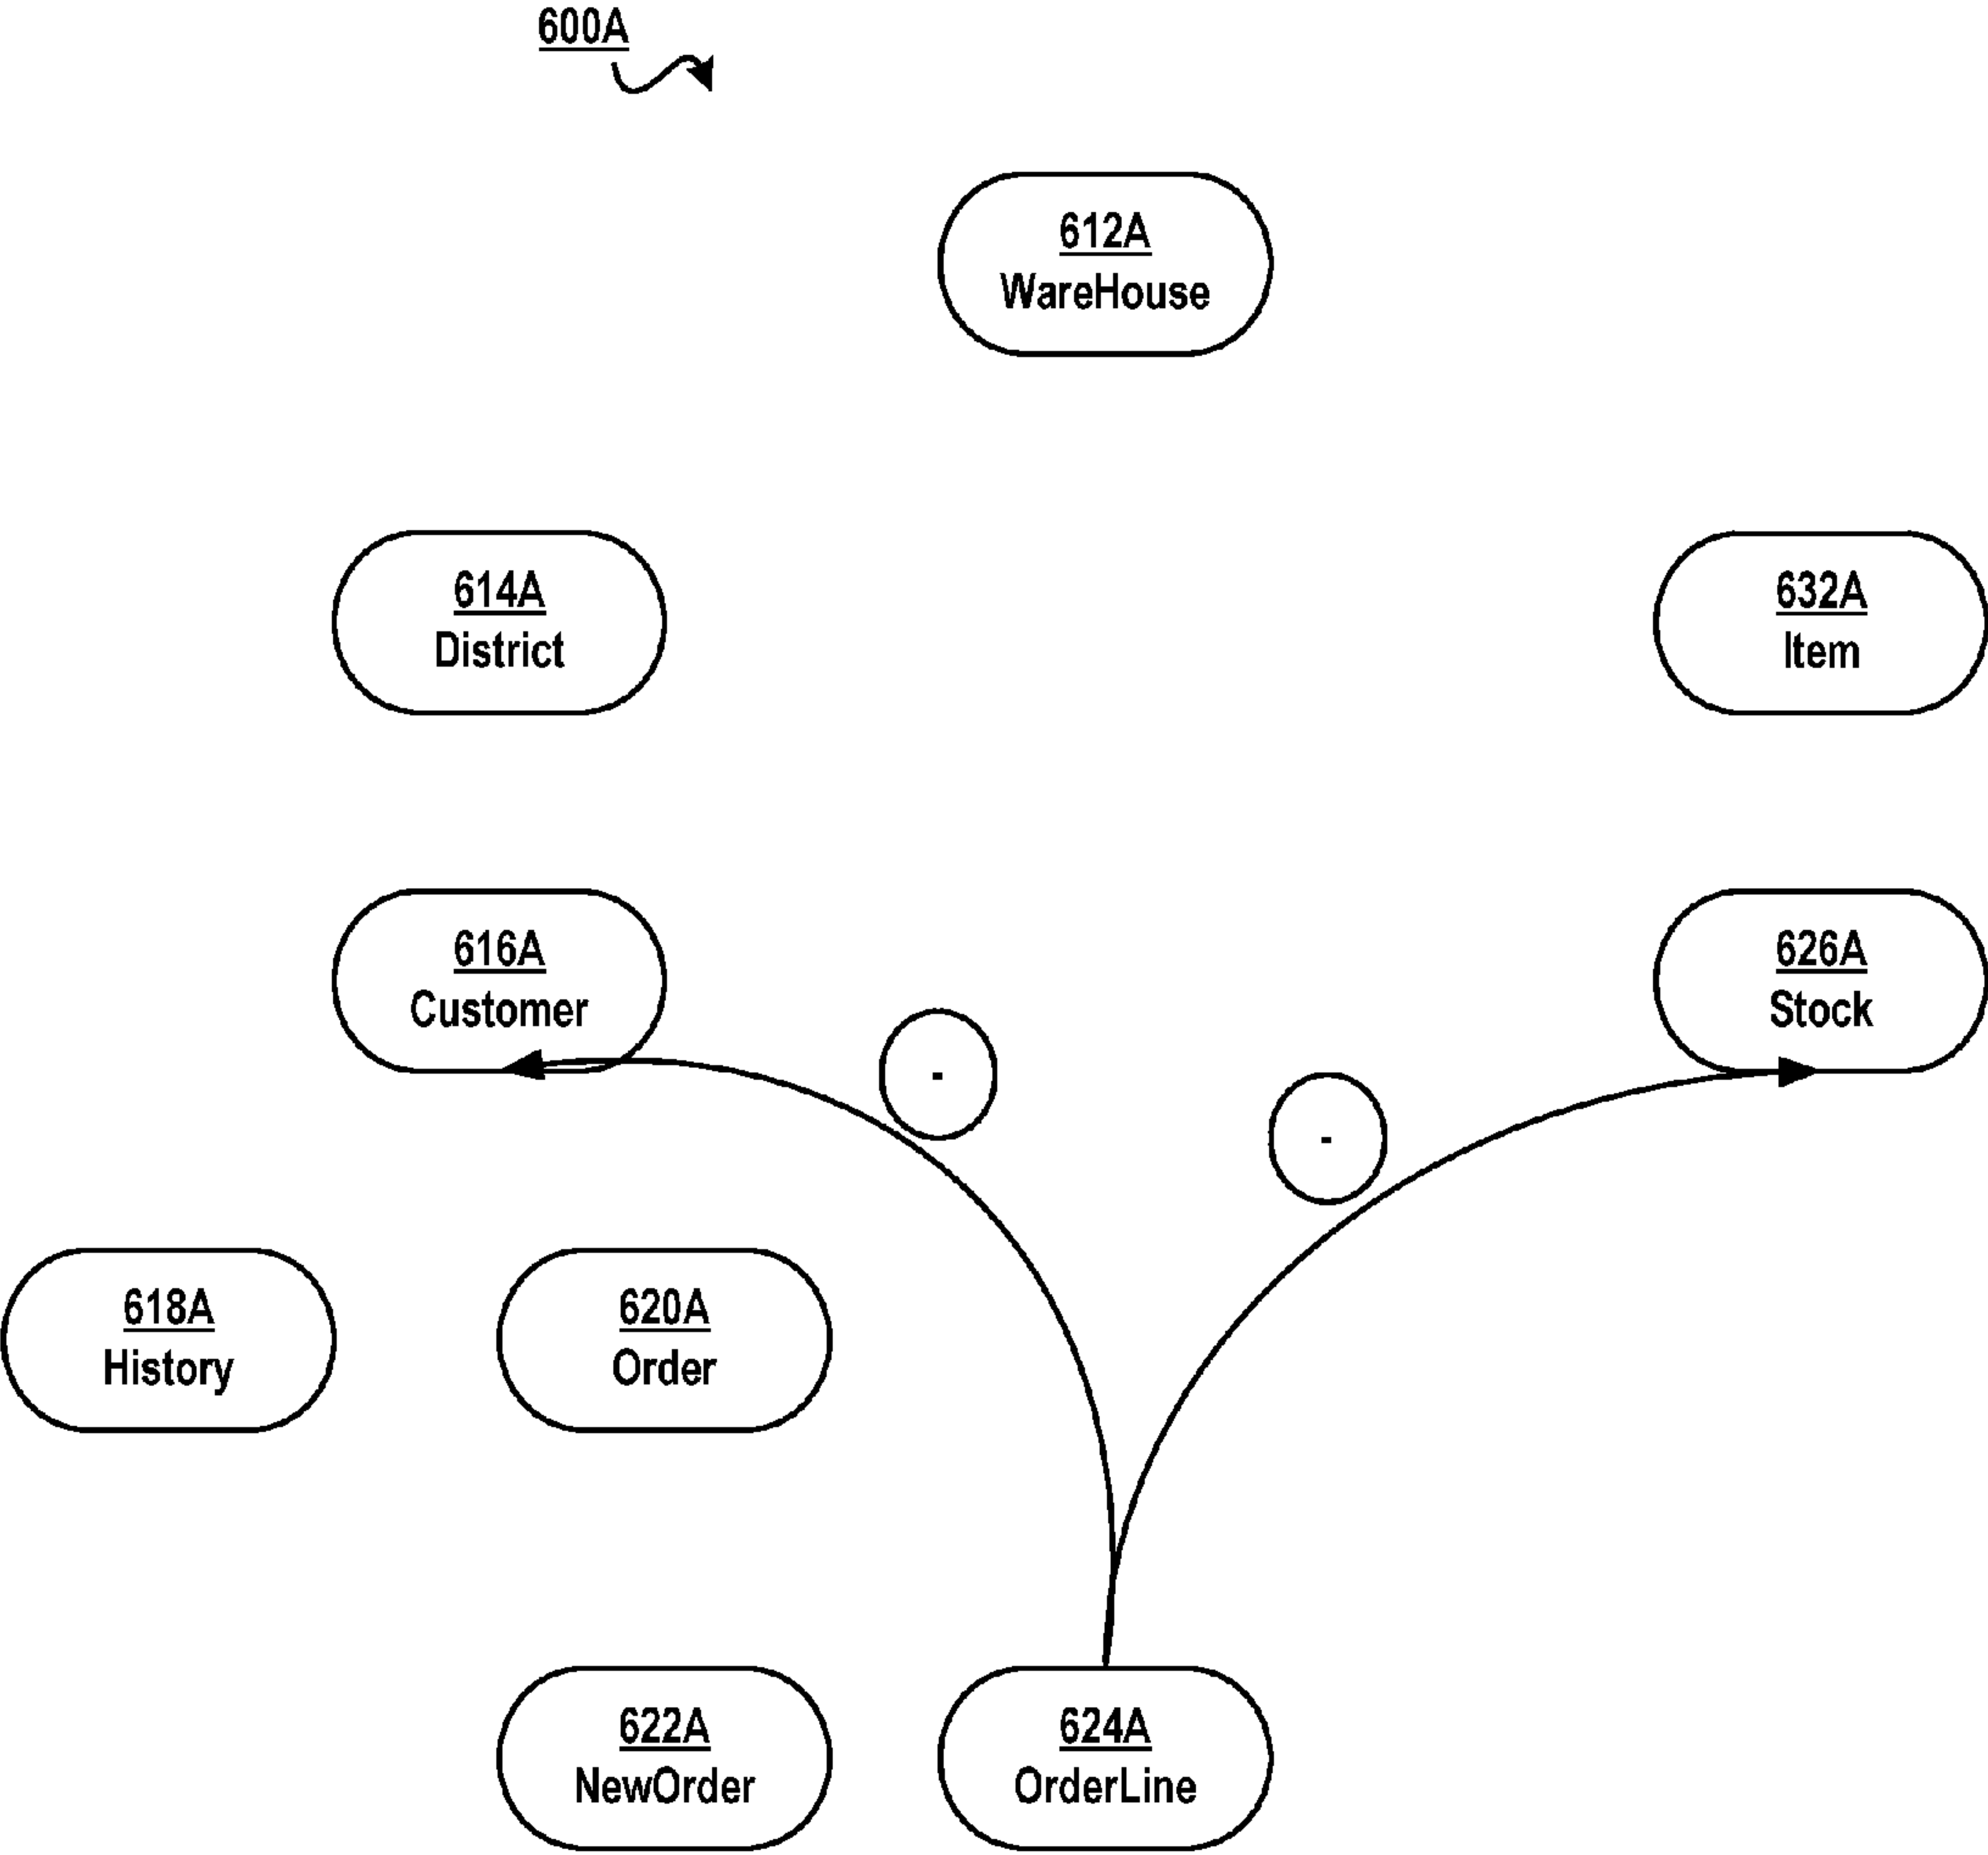 600A
612A
WareHouse
614A
District
632A
Item
616A
Customer
626A
Stock
-
-
618A
History
620A
Order
622A
NewOrder
624A
OrderLine